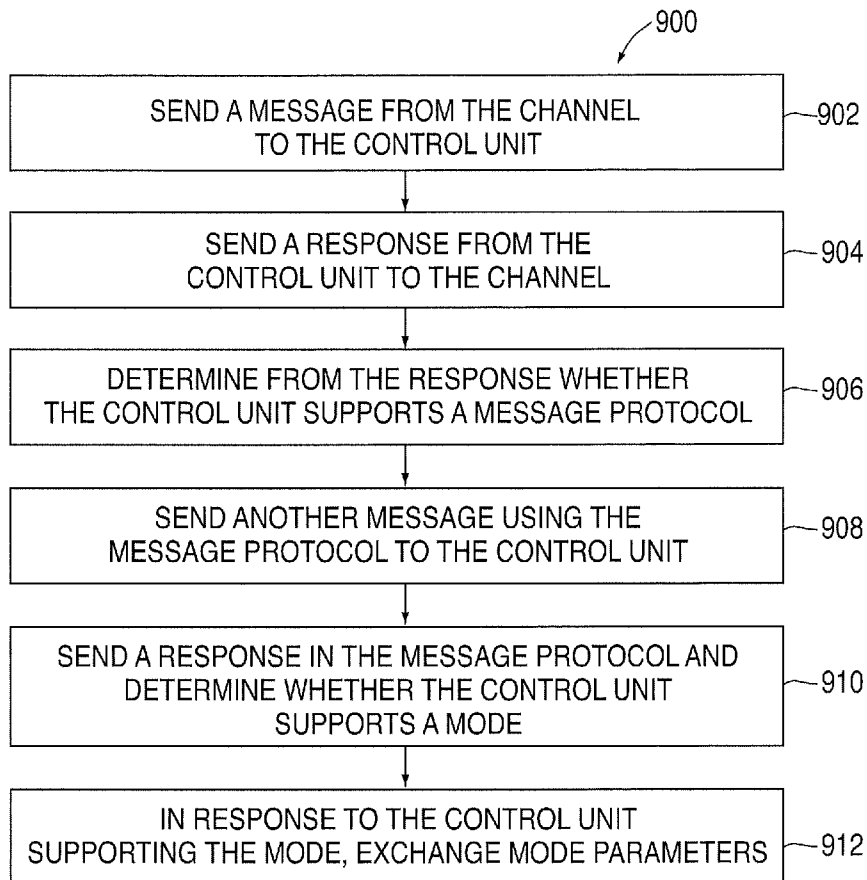 900
SEND A MESSAGE FROM THE CHANNEL
TO THE CONTROL UNIT
902
SEND A RESPONSE FROM THE
CONTROL UNIT TO THE CHANNEL
904
DETERMINE FROM THE RESPONSE WHETHER
THE CONTROL UNIT SUPPORTS A MESSAGE PROTOCOL
906
SEND ANOTHER MESSAGE USING THE
MESSAGE PROTOCOL TO THE CONTROL UNIT
908
SEND A RESPONSE IN THE MESSAGE PROTOCOL AND
DETERMINE WHETHER THE CONTROL UNIT
SUPPORTS A MODE
910
IN RESPONSE TO THE CONTROL UNIT
SUPPORTING THE MODE, EXCHANGE MODE PARAMETERS
912